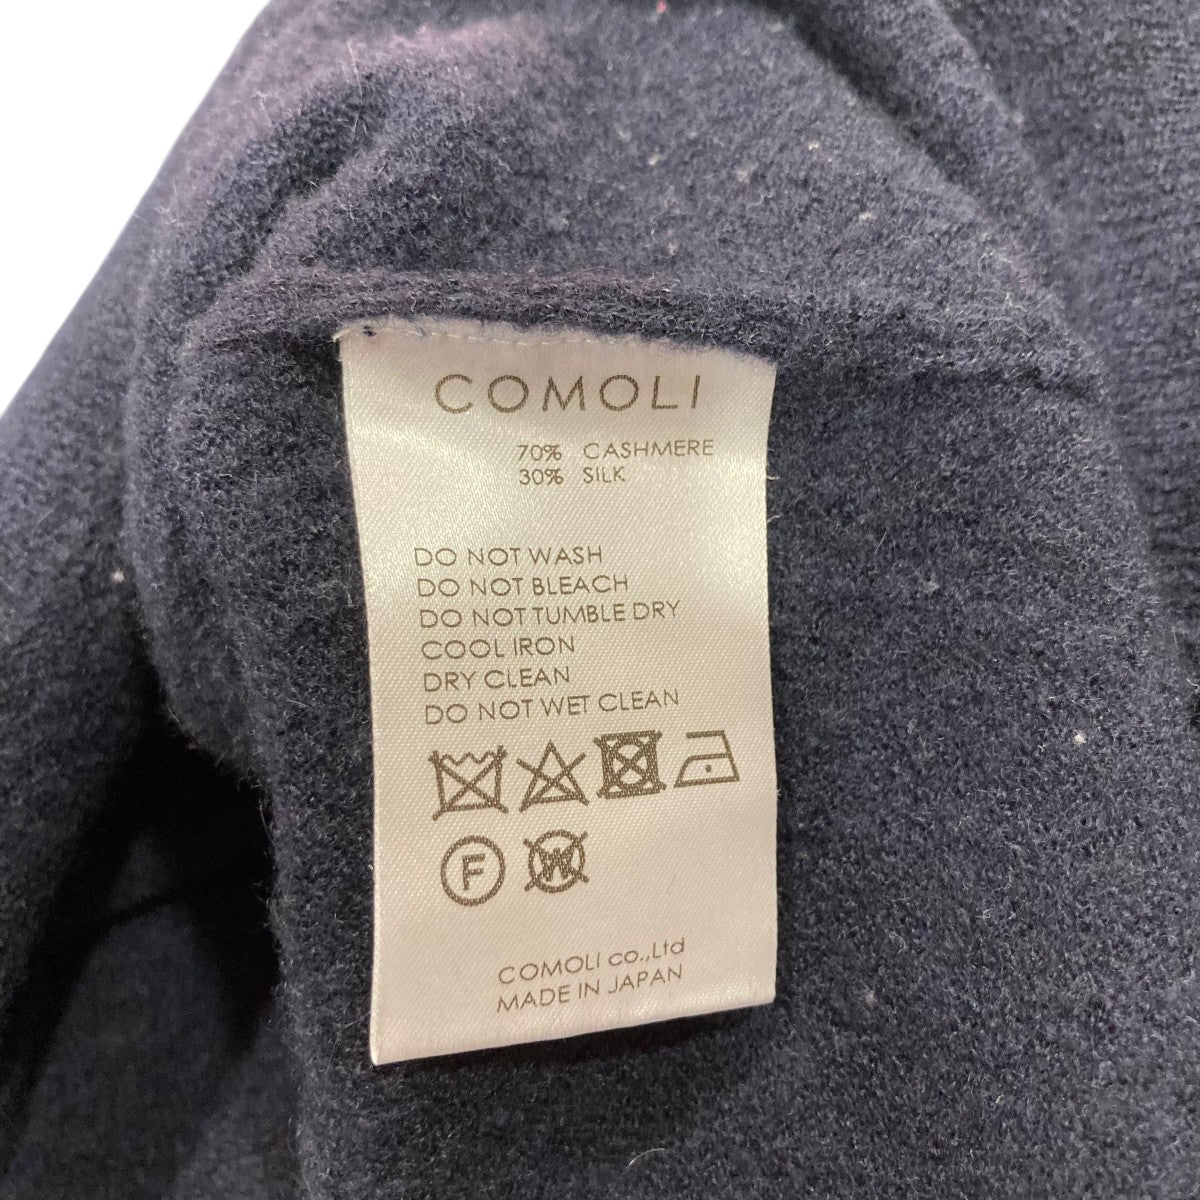 COMOLI
70% CASHMERE
30% SILK
DO NOT WASH
DO NOT BLEACH
DO NOT TUMBLE DRY
COOL IRON
DRY CLEAN
DO NOT WET CLEAN
F W
COMOLI co.,Ltd
MADE IN JAPAN